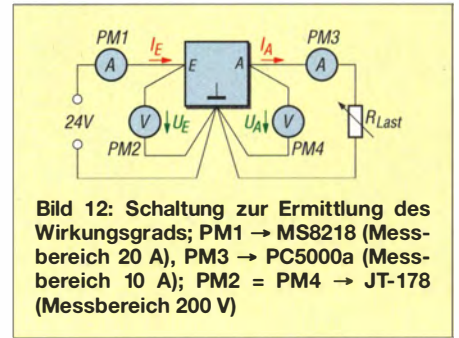 PM1 I_E I_A PM3
A E A A
24V V U_E U_A V R_Last
PM2 PM4
Bild 12: Schaltung zur Ermittlung des
Wirkungsgrads; PM1 → MS8218 (Mess-
bereich 20 A), PM3 → PC5000a (Mess-
bereich 10 A); PM2 = PM4 → JT-178
(Messbereich 200 V)